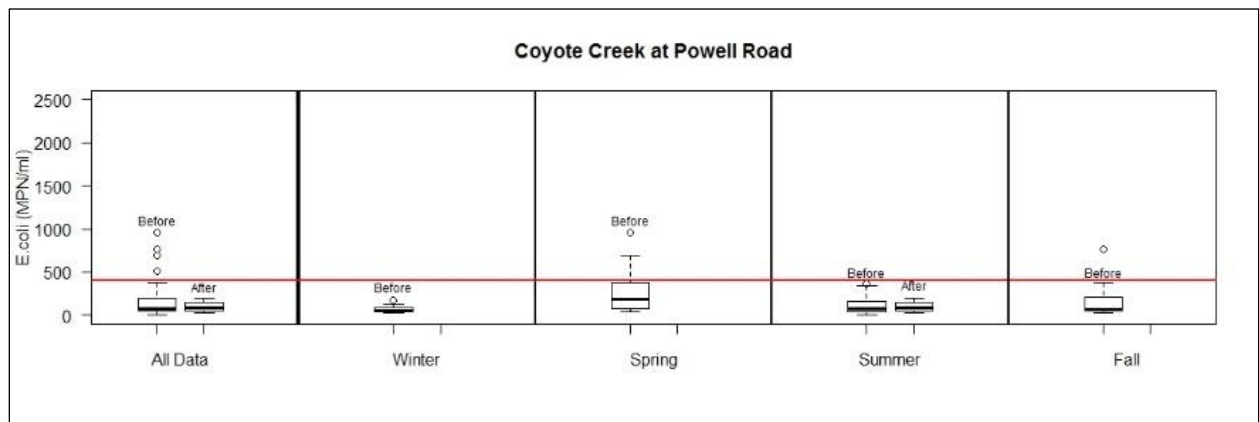 Coyote Creek at Powell Road
E.coli (MPN/ml)
2500
2000
1500
1000
500
0
Before
After
Before
Before
Before
After
Before
All Data
Winter
Spring
Summer
Fall